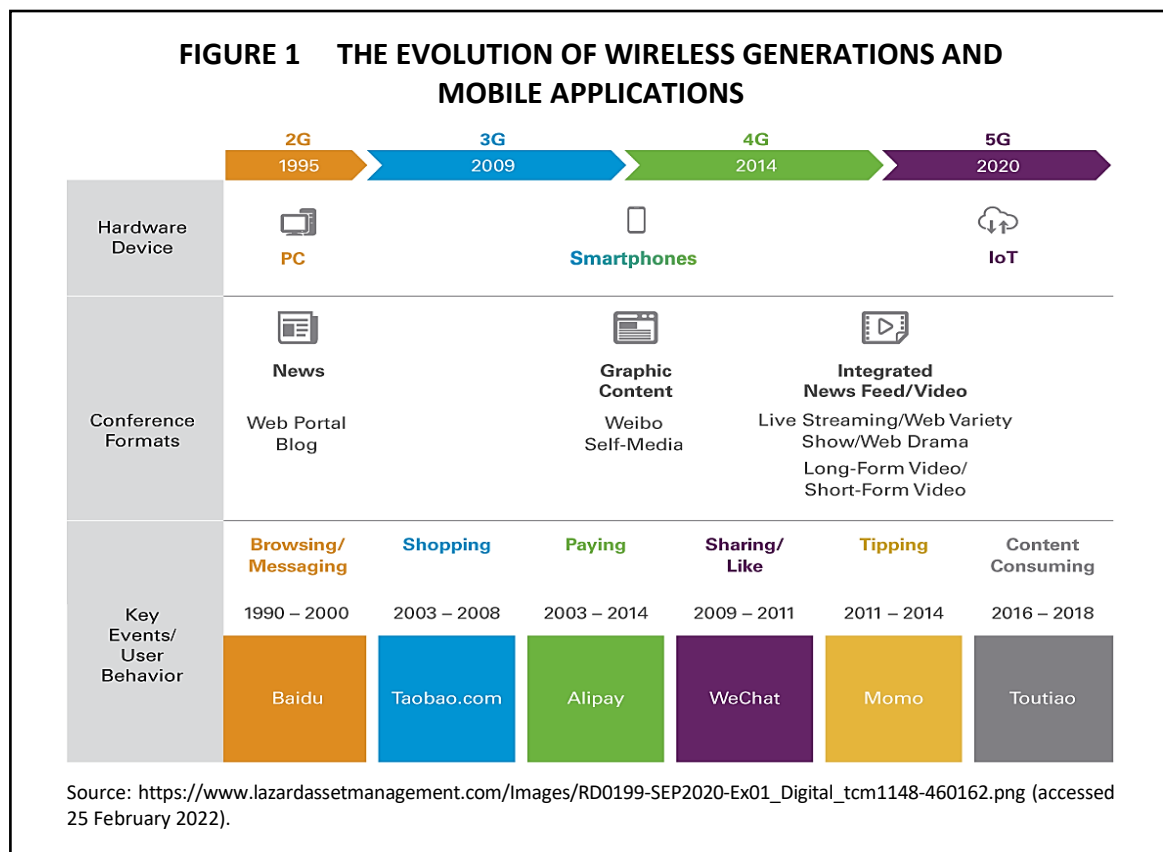 FIGURE 1 THE EVOLUTION OF WIRELESS GENERATIONS AND
MOBILE APPLICATIONS
2G
3G
4G
5G
1995
2009
2014
2020
Hardware
Device
PC
Smartphones
IoT
Conference
Formats
News
Web Portal
Blog
Graphic
Content
Weibo
Self-Media
Integrated
News Feed/Video
Live Streaming/Web Variety
Show/Web Drama
Long-Form Video/
Short-Form Video
Key
Events/
User
Behavior
Browsing/
Messaging
1990 – 2000
Baidu
Shopping
2003 – 2008
Taobao.com
Paying
2003 – 2014
Alipay
Sharing/
Like
2009 – 2011
WeChat
Tipping
2011 – 2014
Momo
Content
Consuming
2016 – 2018
Toutiao
Source: https://www.lazardassetmanagement.com/Images/RD0199-SEP2020-Ex01_Digital_tcm1148-460162.png (accessed
25 February 2022).